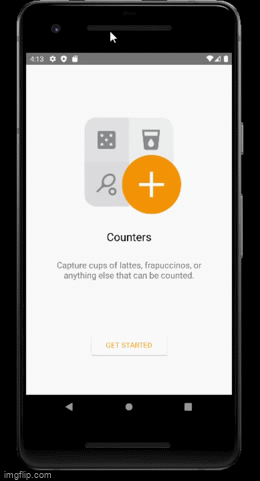 4:13
Counters
Capture cups of lattes, frapuccinos, or
anything else that can be counted.
GET STARTED
imgflip.com